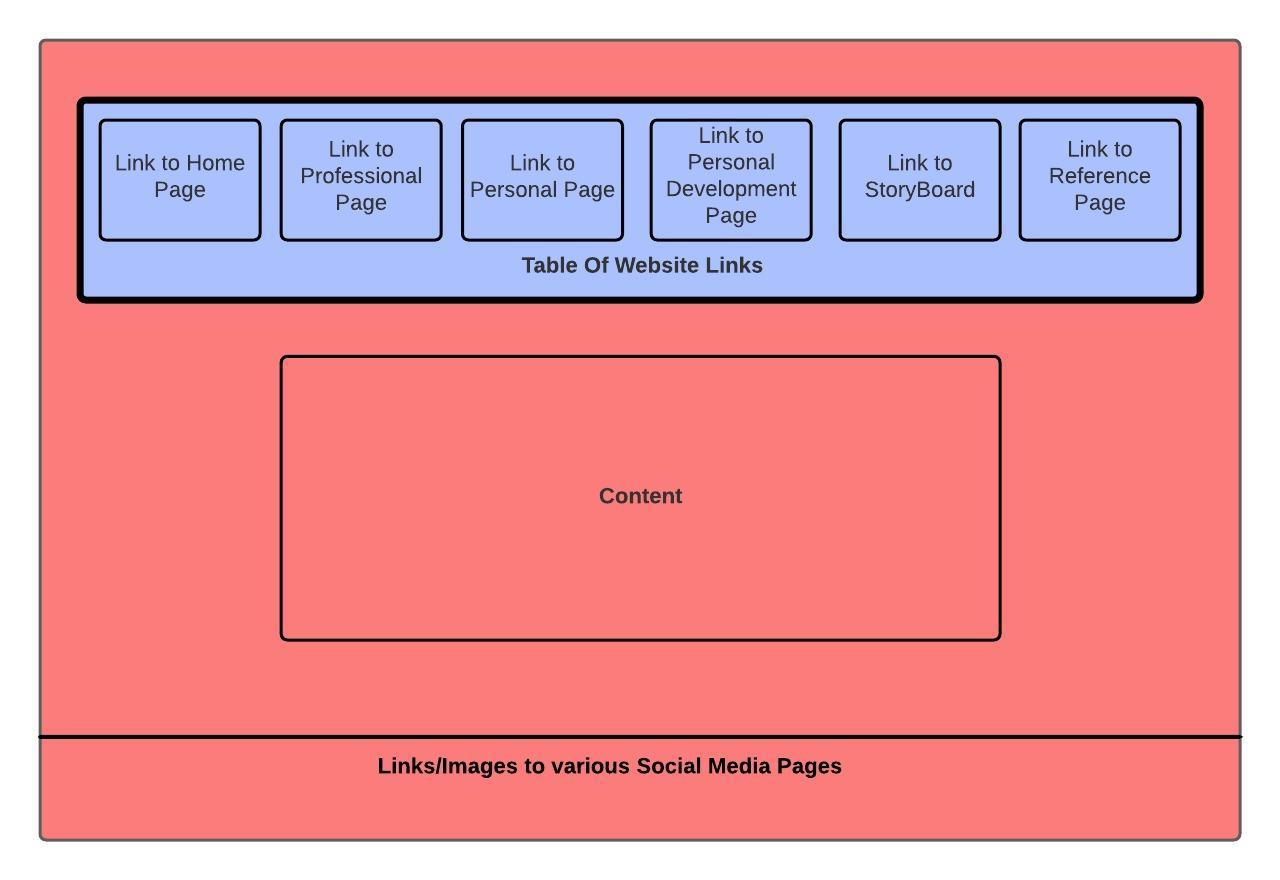 Link to Home
Page
Link to
Professional
Page
Link to
Personal Page
Link to
Personal
Development
Page
Link to
StoryBoard
Link to
Reference
Page
Table Of Website Links
Content
Links/Images to various Social Media Pages